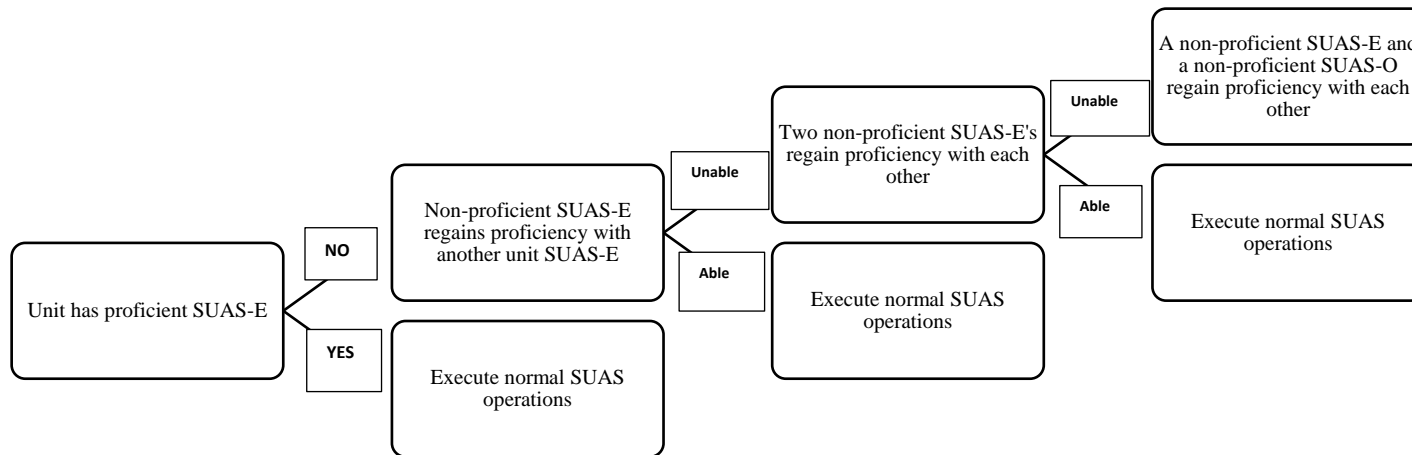 Unit has proficient SUAS-E
NO
YES
Non-proficient SUAS-E
regains proficiency with
another unit SUAS-E
Execute normal SUAS
operations
Unable
Able
Two non-proficient SUAS-E's
regain proficiency with each
other
Execute normal SUAS
operations
Unable
Able
A non-proficient SUAS-E and
a non-proficient SUAS-O
regain proficiency with each
other
Execute normal SUAS
operations